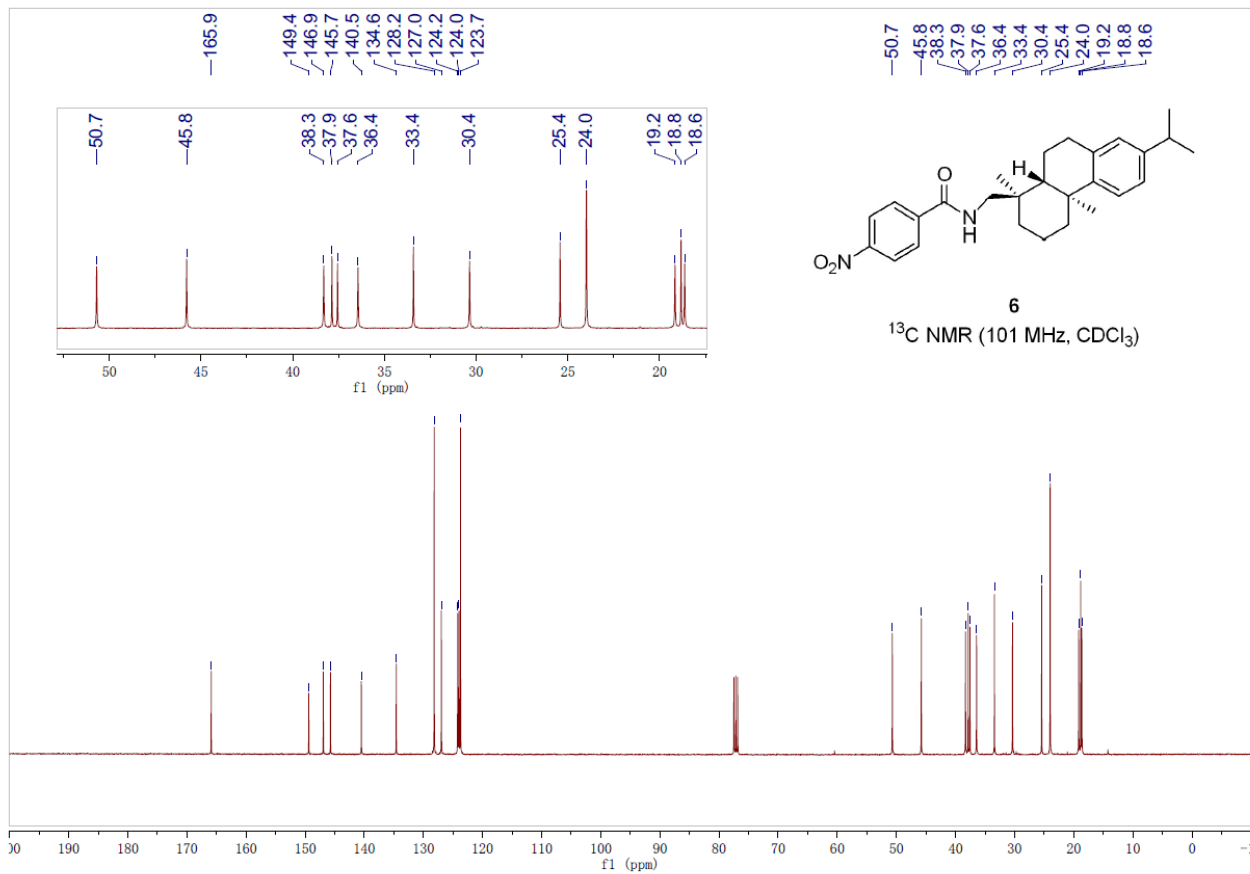 165.9 149.4 146.9 145.7 140.5 134.6 128.2 127.0 124.2 124.0 123.7 50.7 45.8 38.3 37.9 37.6 36.4 33.4 30.4 25.4 24.0 19.2 18.8 18.6
50.7 45.8 38.3 37.9 37.6 36.4 33.4 30.4 25.4 24.0 19.2 18.8 18.6
50 45 40 35 30 25 20
f1 (ppm)
H
O
N
H
O2N
6
13C NMR (101 MHz, CDCl3)
00 190 180 170 160 150 140 130 120 110 100 90 80 70 60 50 40 30 20 10 0 -1
f1 (ppm)